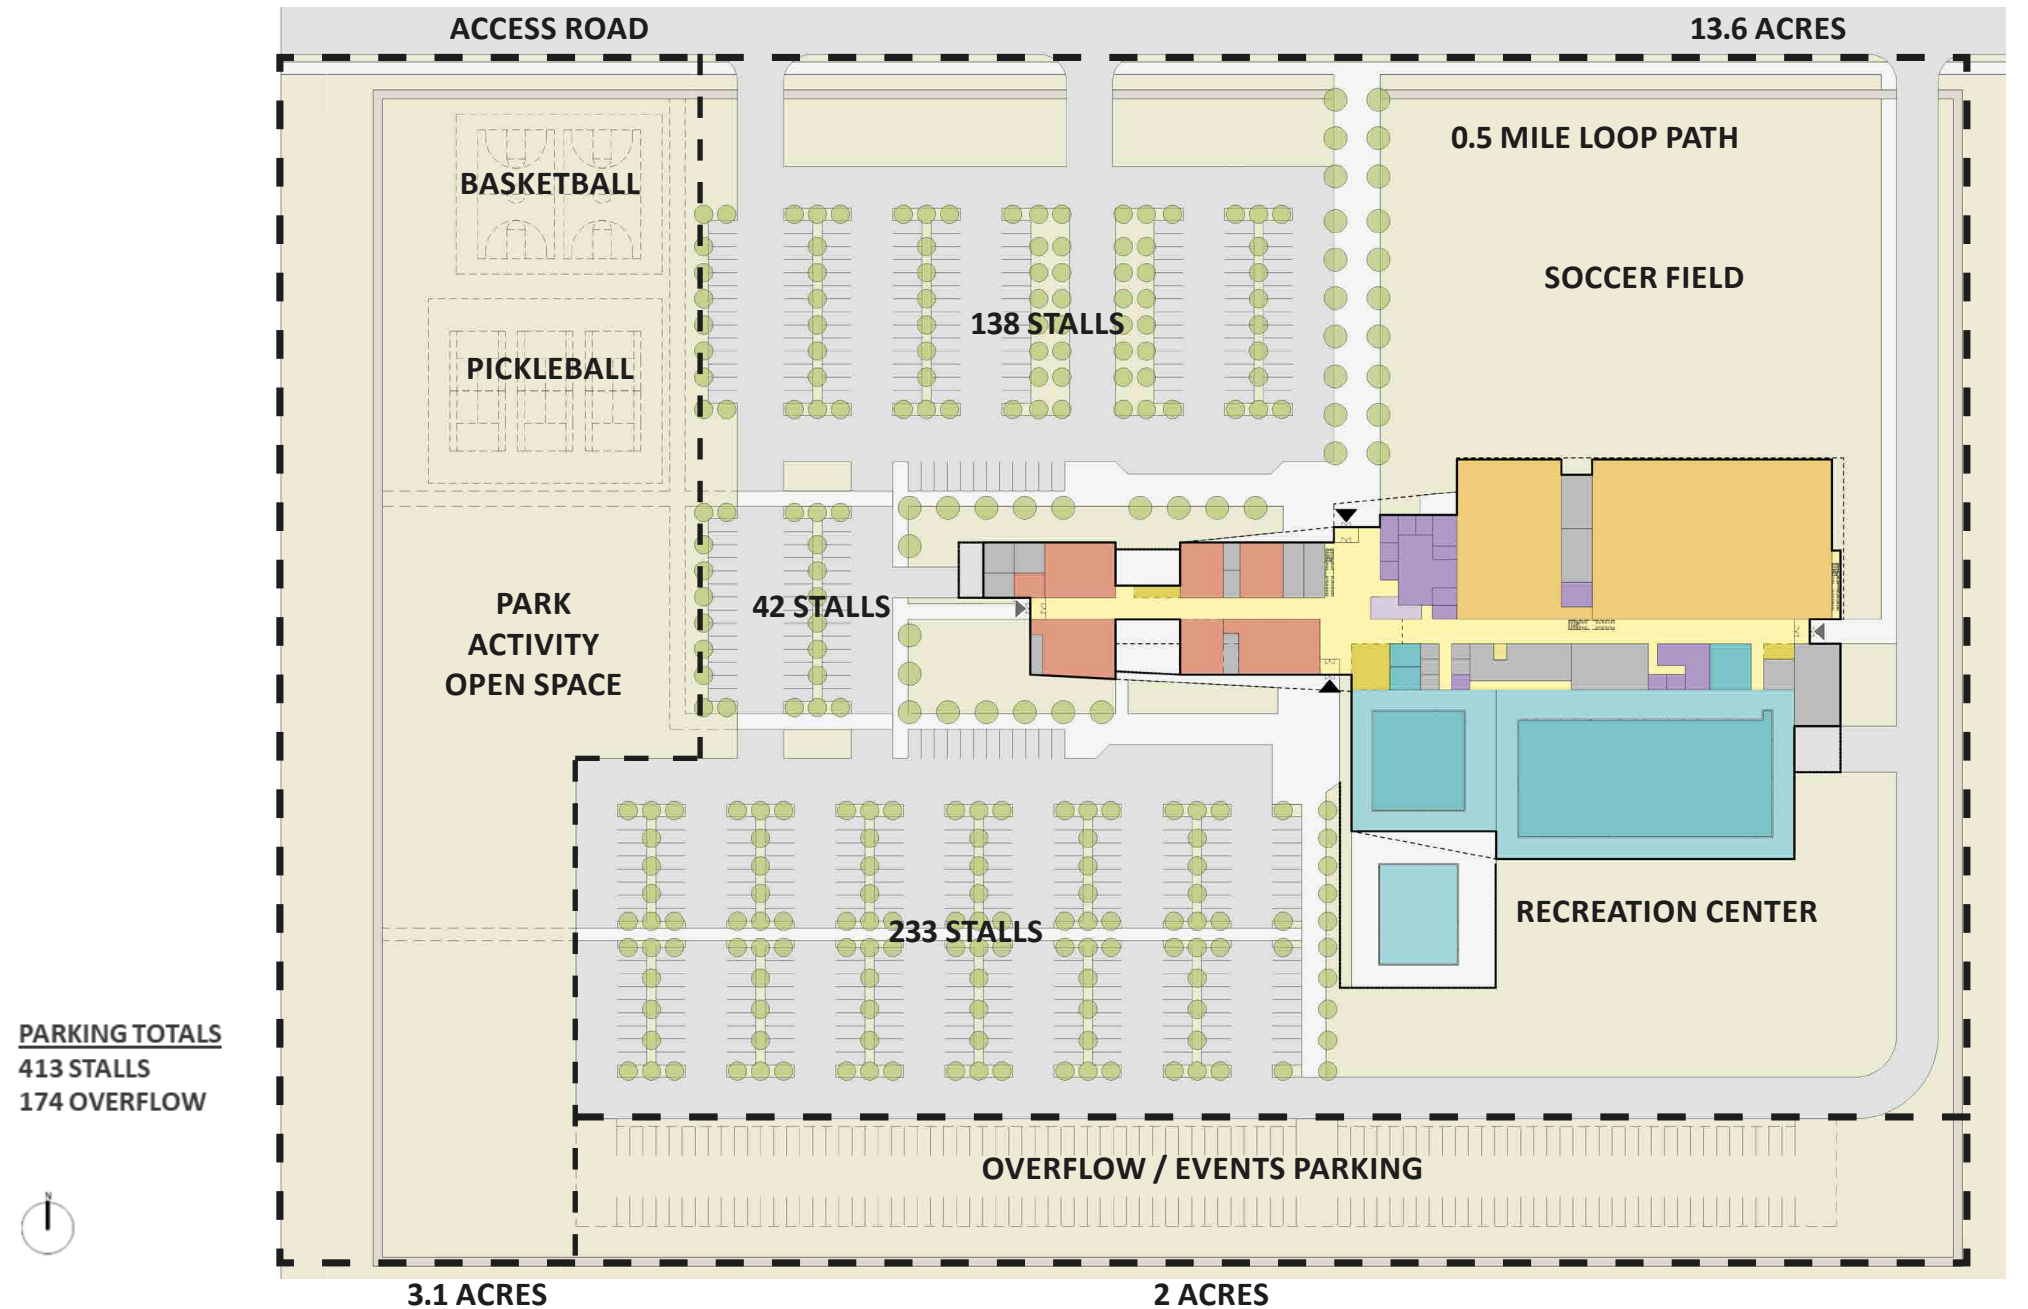 ACCESS ROAD
13.6 ACRES
0.5 MILE LOOP PATH
BASKETBALL
SOCCER FIELD
138 STALLS
PICKLEBALL
42 STALLS
PARK
ACTIVITY
OPEN SPACE
RECREATION CENTER
233 STALLS
PARKING TOTALS
413 STALLS
174 OVERFLOW
OVERFLOW / EVENTS PARKING
N
3.1 ACRES
2 ACRES